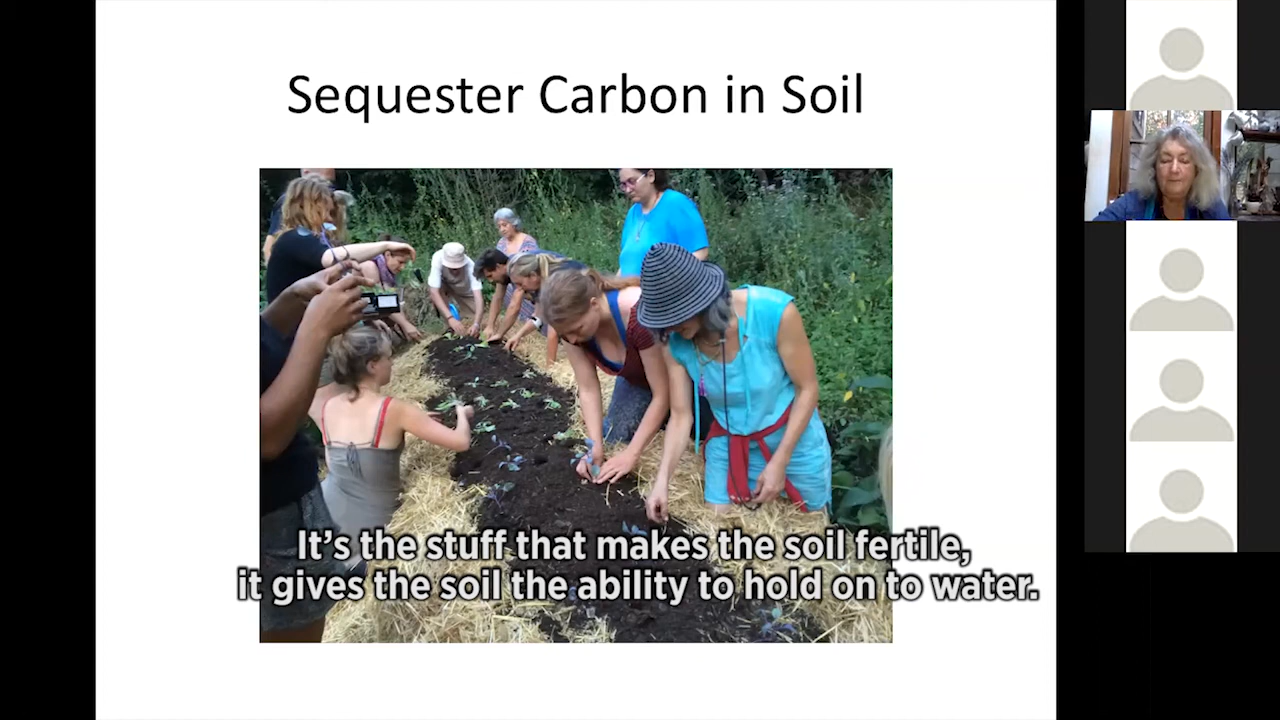 Sequester Carbon in Soil
It's the stuff that makes the soil fertile,
it gives the soil the ability to hold on to water.